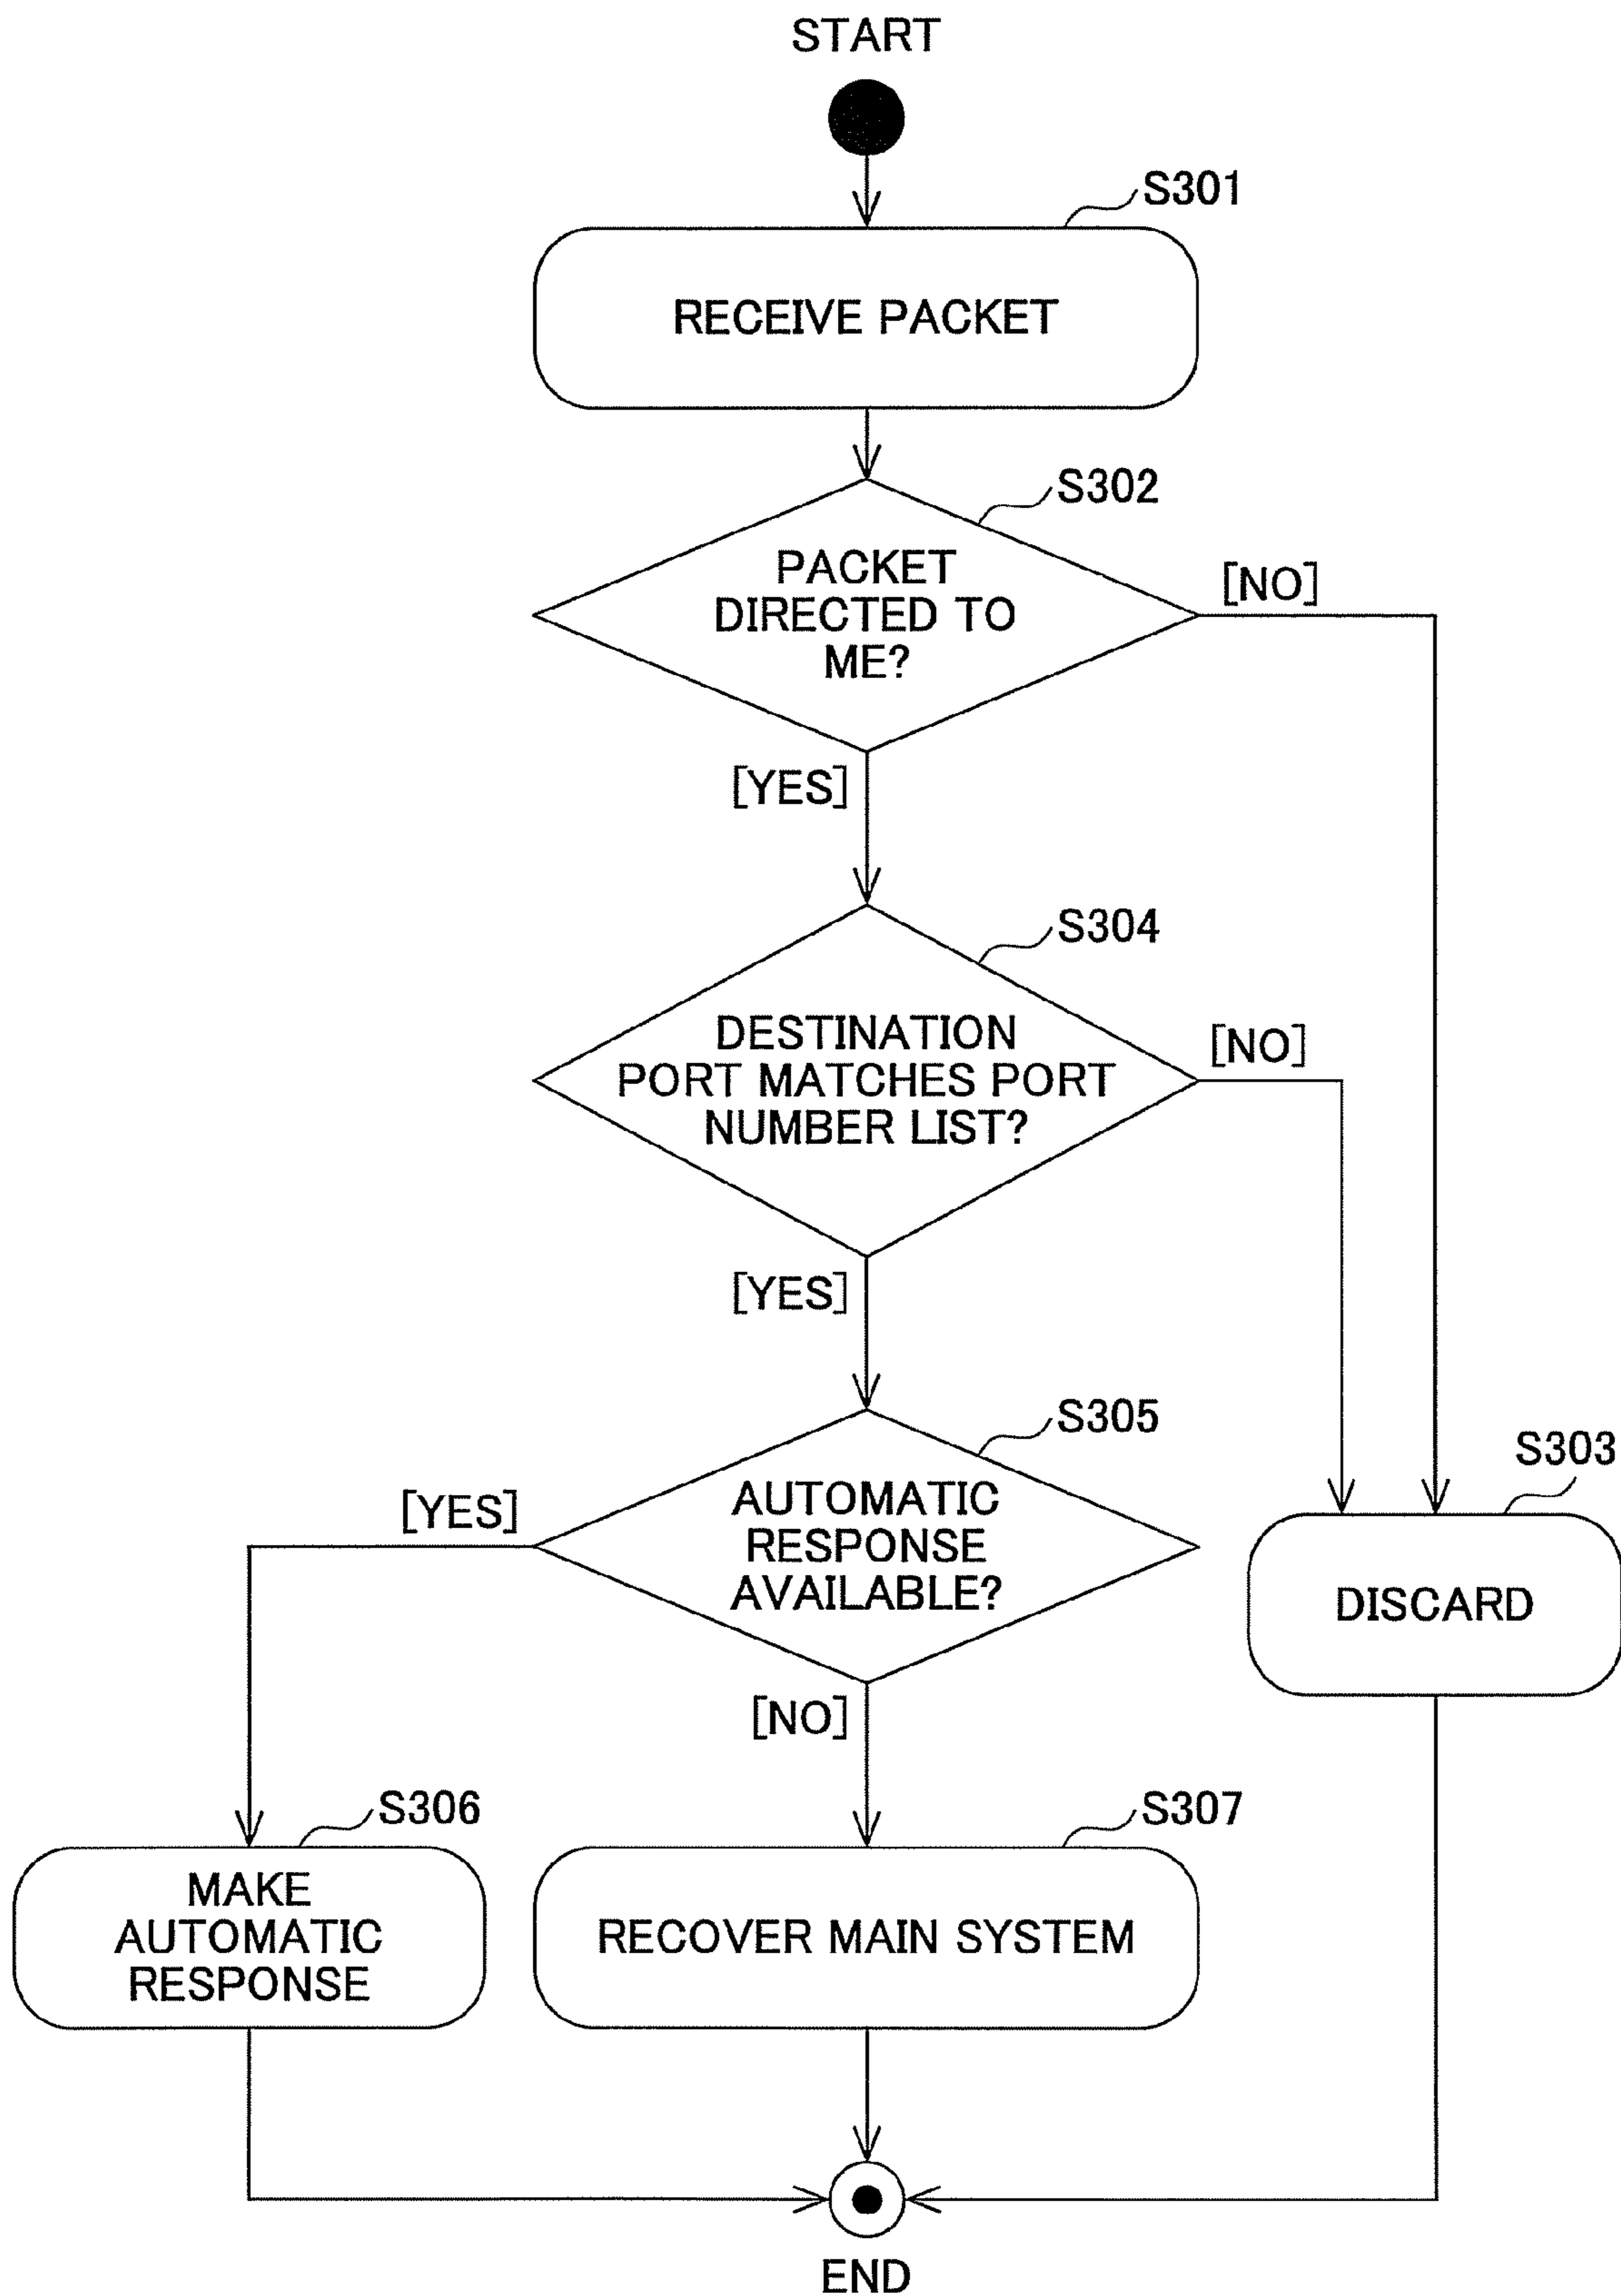 START
S301
RECEIVE PACKET
S302
PACKET
DIRECTED TO
ME?
[NO]
[YES]
S304
DESTINATION
PORT MATCHES PORT
NUMBER LIST?
[NO]
[YES]
S305
AUTOMATIC
RESPONSE
AVAILABLE?
[YES]
[NO]
S303
DISCARD
S306
MAKE
AUTOMATIC
RESPONSE
S307
RECOVER MAIN SYSTEM
END